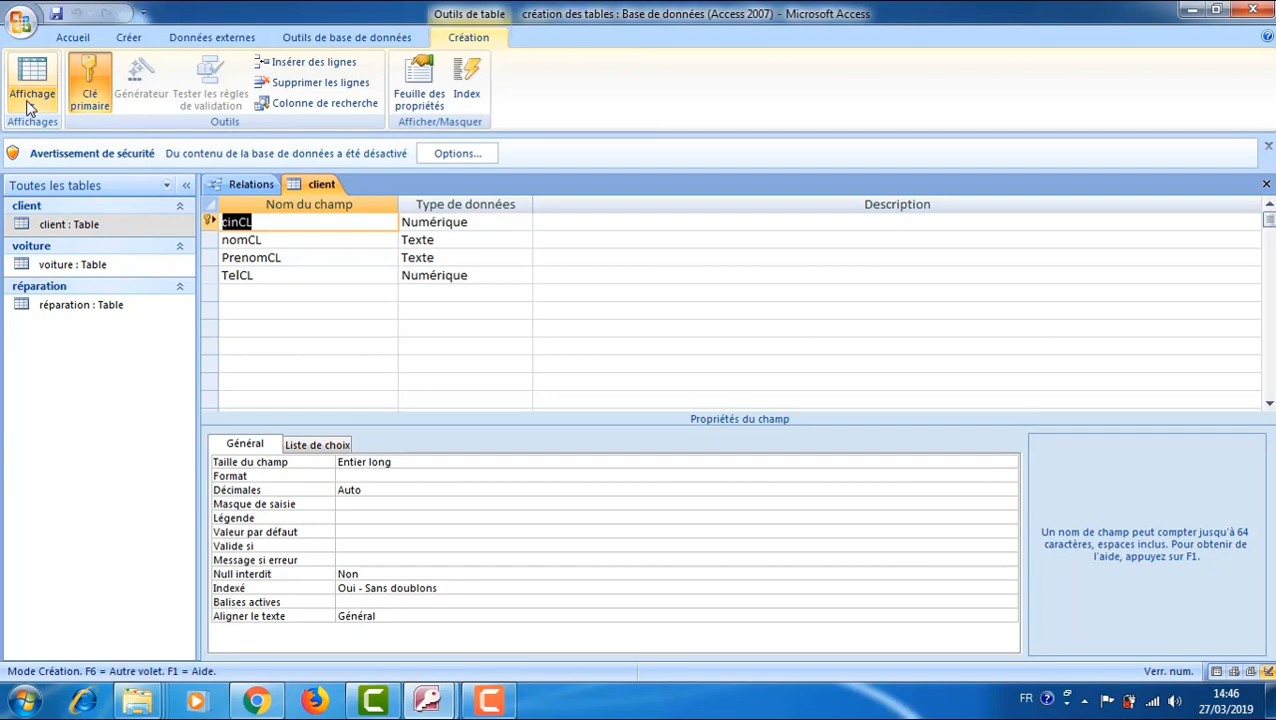 Outils de table création des tables : Base de données (Access 2007) - Microsoft Access
Accueil Créer Données externes Outils de base de données Création
Affichage
Affichages
Clé primaire
Générateur
Tester les règles de validation
Insérer des lignes
Supprimer les lignes
Colonne de recherche
Outils
Feuille des propriétés
Index
Afficher/Masquer
Avertissement de sécurité Du contenu de la base de données a été désactivé Options...
Toutes les tables
client
client : Table
voiture
voiture : Table
réparation
réparation : Table
Relations client
Nom du champ Type de données Description
cinCL Numérique
nomCL Texte
PrenomCL Texte
TelCL Numérique
Propriétés du champ
Général Liste de choix
Taille du champ Entier long
Format
Décimales Auto
Masque de saisie
Légende
Valeur par défaut
Valide si
Message si erreur
Null interdit Non
Indexé Oui - Sans doublons
Balises actives
Aligner le texte Général
Un nom de champ peut compter jusqu'à 64
caractères, espaces inclus. Pour obtenir de
l'aide, appuyez sur F1.
Mode Création. F6 = Autre volet. F1 = Aide. Verr. num.
FR 14:46
27/03/2019